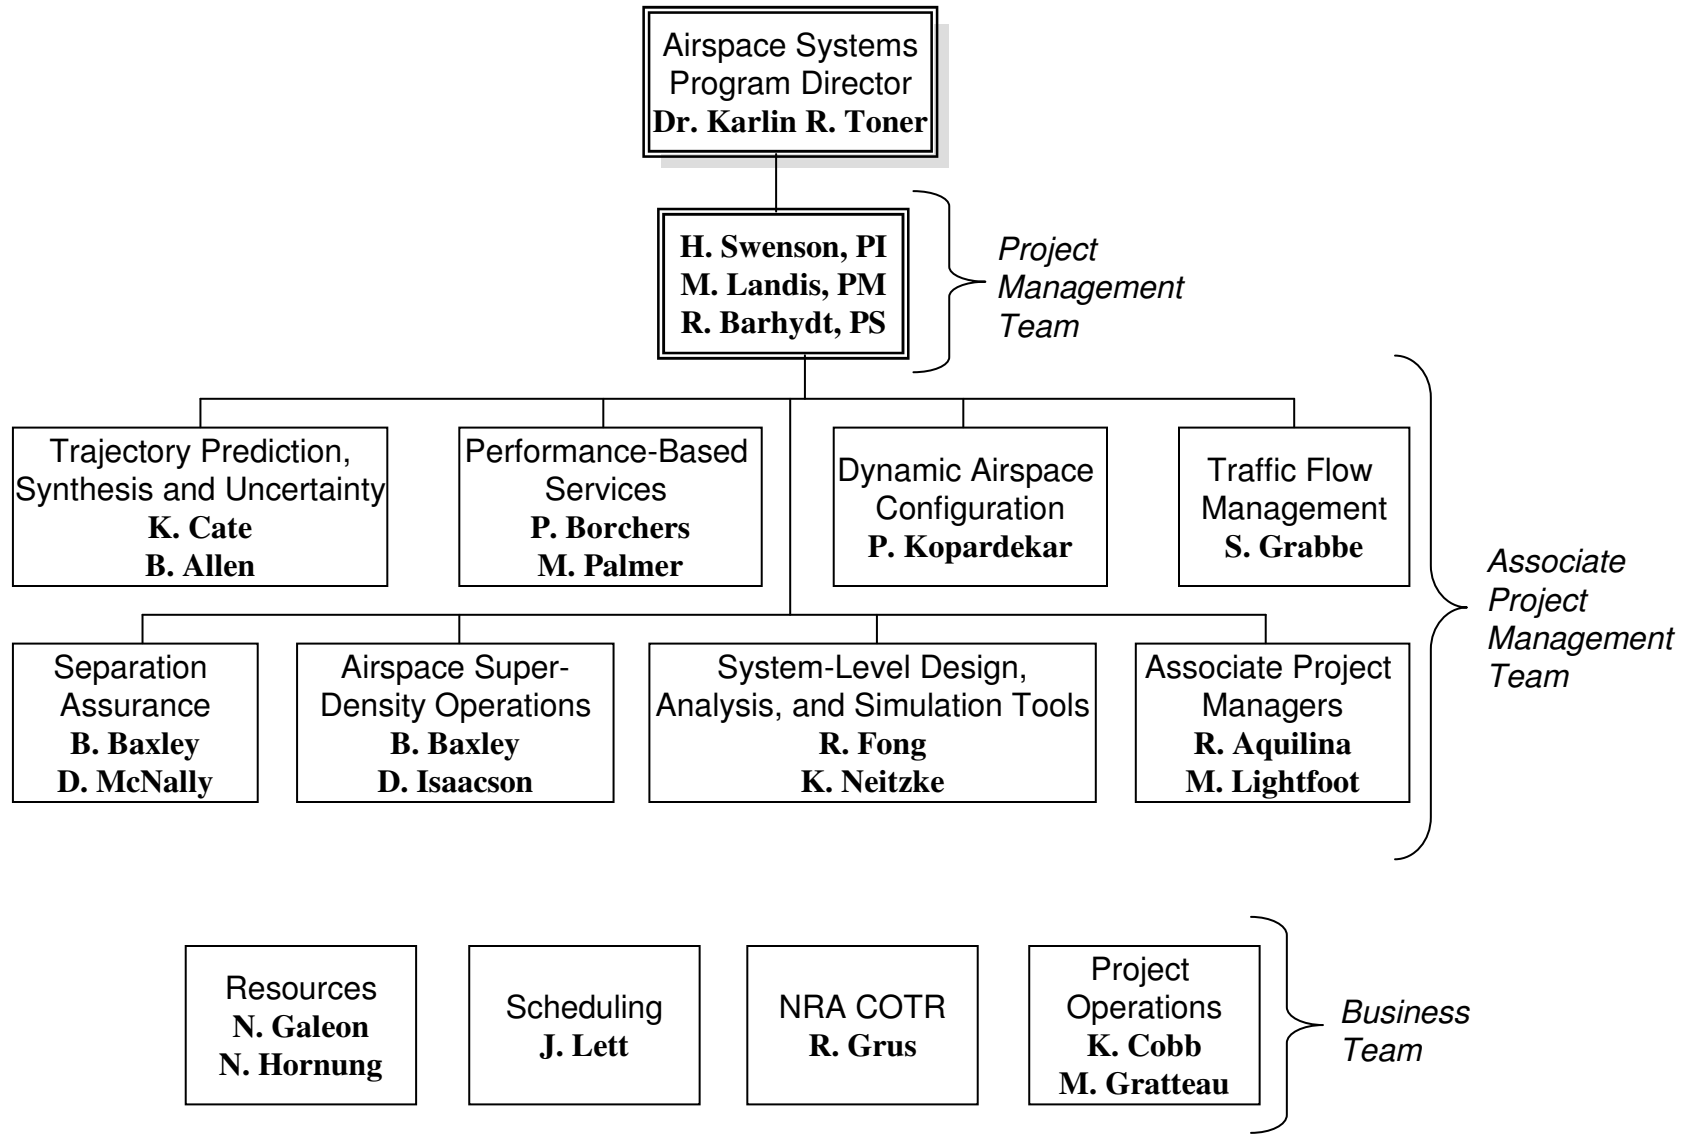 Airspace Systems
Program Director
Dr. Karlin R. Toner
H. Swenson, PI
M. Landis, PM
R. Barhydt, PS
Project
Management
Team
Trajectory Prediction,
Synthesis and Uncertainty
K. Cate
B. Allen
Performance-Based
Services
P. Borchers
M. Palmer
Dynamic Airspace
Configuration
P. Kopardekar
Traffic Flow
Management
S. Grabbe
Separation
Assurance
B. Baxley
D. McNally
Airspace Super-
Density Operations
B. Baxley
D. Isaacson
System-Level Design,
Analysis, and Simulation Tools
R. Fong
K. Neitzke
Associate Project
Managers
R. Aquilina
M. Lightfoot
Associate
Project
Management
Team
Resources
N. Galeon
N. Hornung
Scheduling
J. Lett
NRA COTR
R. Grus
Project
Operations
K. Cobb
M. Gratteau
Business
Team